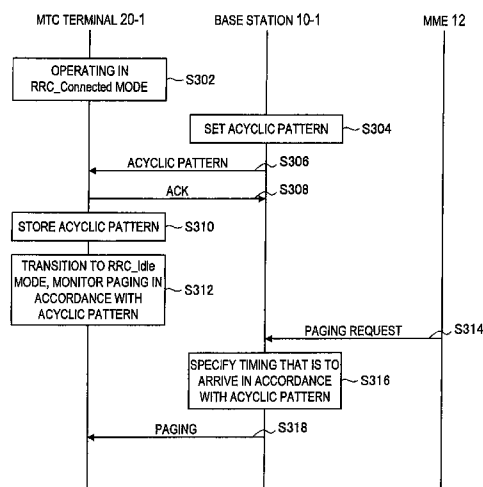 MTC TERMINAL 20-1
BASE STATION 10-1
MME 12
OPERATING IN
RRC_Connected MODE
S302
SET ACYCLIC PATTERN
S304
ACYCLIC PATTERN
S306
ACK
S308
STORE ACYCLIC PATTERN
S310
TRANSITION TO RRC_Idle
MODE, MONITOR PAGING IN
ACCORDANCE WITH
ACYCLIC PATTERN
S312
PAGING REQUEST
S314
SPECIFY TIMING THAT IS TO
ARRIVE IN ACCORDANCE
WITH ACYCLIC PATTERN
S316
PAGING
S318